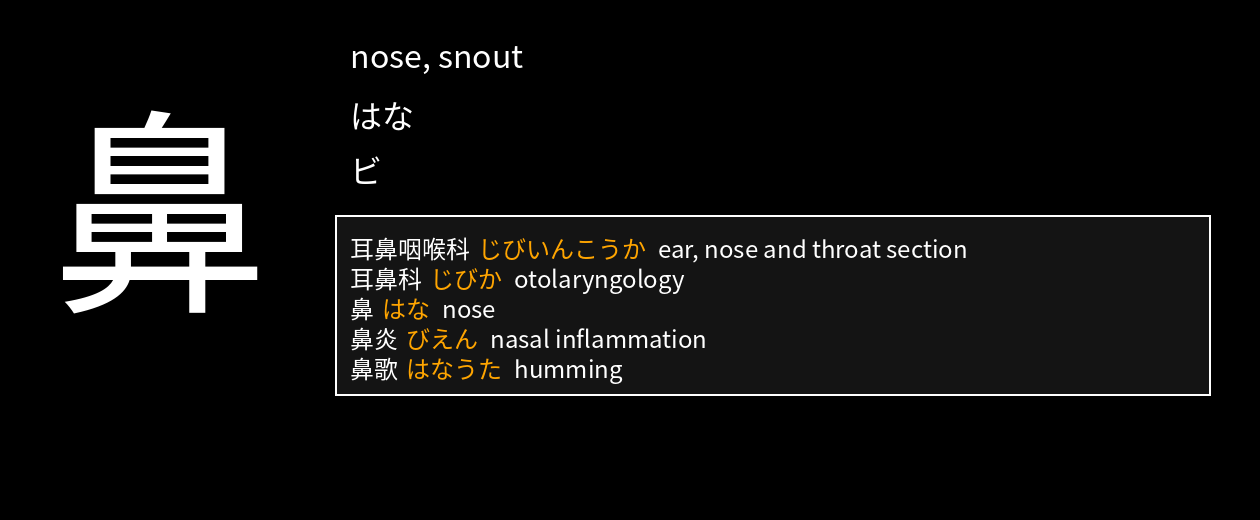 鼻
nose, snout
はな
ビ
耳鼻咽喉科 じびいんこうか ear, nose and throat section
耳鼻科 じびか otolaryngology
鼻 はな nose
鼻炎 びえん nasal inflammation
鼻歌 はなうた humming